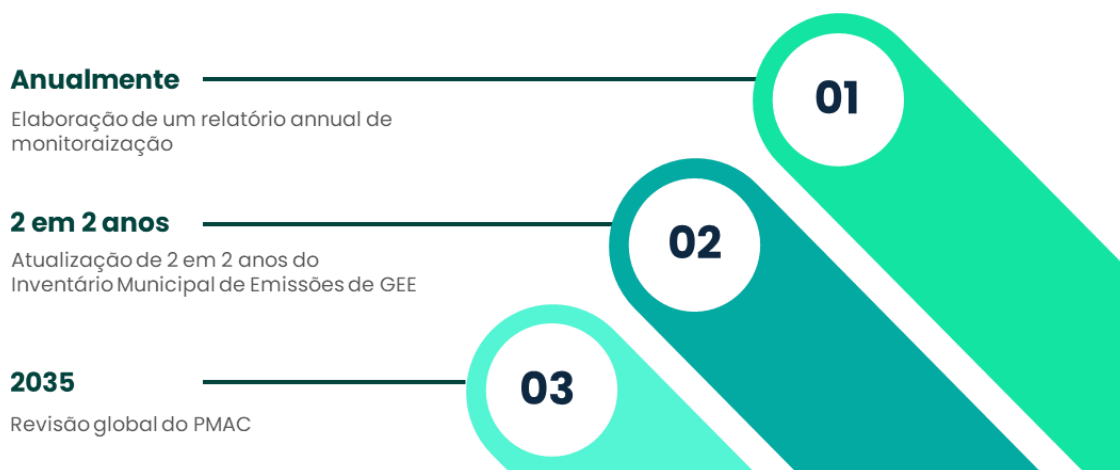 Anualmente
01
Elaboração de um relatório annual de
monitoraização
2 em 2 anos
02
Atualização de 2 em 2 anos do
Inventário Municipal de Emissões de GEE
2035
03
Revisão global do PMAC